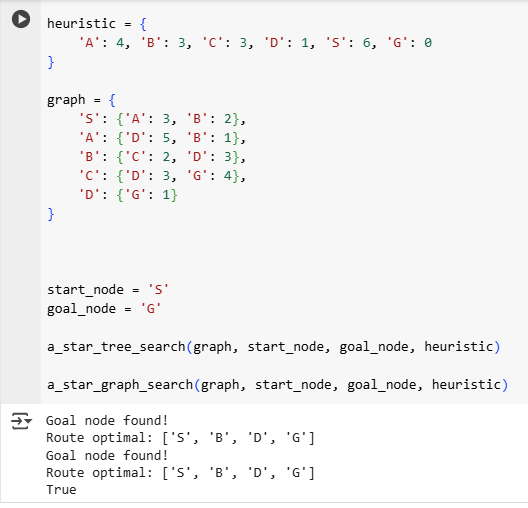 heuristic = {
    'A': 4, 'B': 3, 'C': 3, 'D': 1, 'S': 6, 'G': 0
}
graph = {
    'S': {'A': 3, 'B': 2},
    'A': {'D': 5, 'B': 1},
    'B': {'C': 2, 'D': 3},
    'C': {'D': 3, 'G': 4},
    'D': {'G': 1}
}
start_node = 'S'
goal_node = 'G'
a_star_tree_search(graph, start_node, goal_node, heuristic)
a_star_graph_search(graph, start_node, goal_node, heuristic)
Goal node found!
Route optimal: ['S', 'B', 'D', 'G']
Goal node found!
Route optimal: ['S', 'B', 'D', 'G']
True